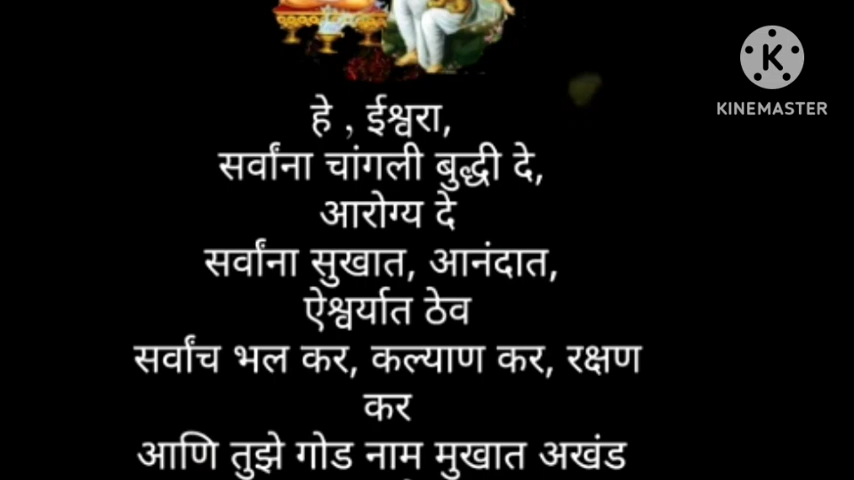 KINEMASTER
हे , ईश्वरा,
सर्वांना चांगली बुद्धी दे,
आरोग्य दे
सर्वांना सुखात, आनंदात,
ऐश्वर्यात ठेव
सर्वांच भल कर, कल्याण कर, रक्षण
कर
आणि तुझे गोड नाम मुखात अखंड